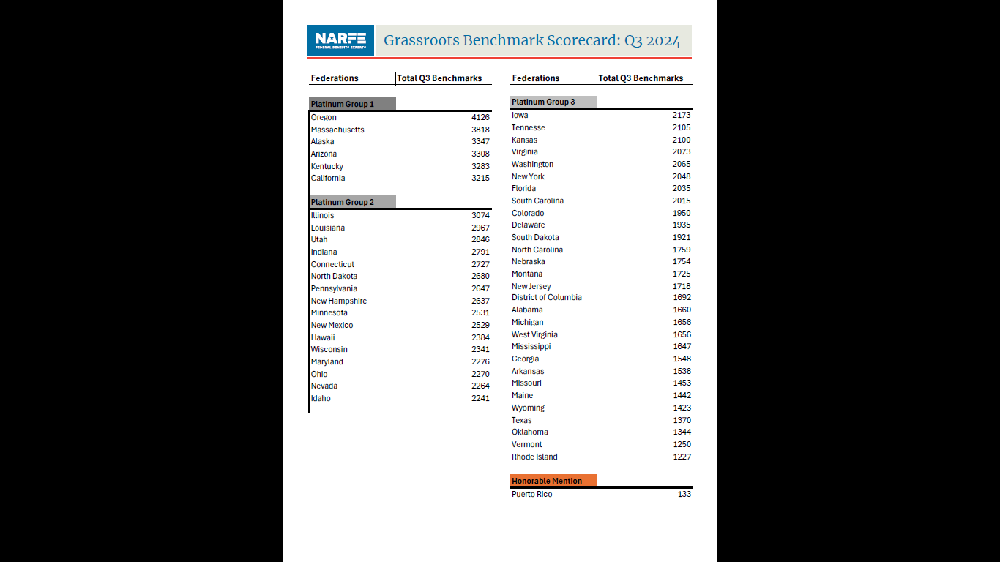 NARFE
FEDERAL BENEFITS EXPERTS
Grassroots Benchmark Scorecard: Q3 2024
Federations Total Q3 Benchmarks
Platinum Group 1
Oregon 4126
Massachusetts 3818
Alaska 3347
Arizona 3308
Kentucky 3283
California 3215
Platinum Group 2
Illinois 3074
Louisiana 2967
Utah 2846
Indiana 2791
Connecticut 2727
North Dakota 2680
Pennsylvania 2647
New Hampshire 2637
Minnesota 2531
New Mexico 2529
Hawaii 2384
Wisconsin 2341
Maryland 2276
Ohio 2270
Nevada 2264
Idaho 2241
Federations Total Q3 Benchmarks
Platinum Group 3
Iowa 2173
Tennesse 2105
Kansas 2100
Virginia 2073
Washington 2065
New York 2048
Florida 2035
South Carolina 2015
Colorado 1950
Delaware 1935
South Dakota 1921
North Carolina 1759
Nebraska 1754
Montana 1725
New Jersey 1718
District of Columbia 1692
Alabama 1660
Michigan 1656
West Virginia 1656
Mississippi 1647
Georgia 1548
Arkansas 1538
Missouri 1453
Maine 1442
Wyoming 1423
Texas 1370
Oklahoma 1344
Vermont 1250
Rhode Island 1227
Honorable Mention
Puerto Rico 133